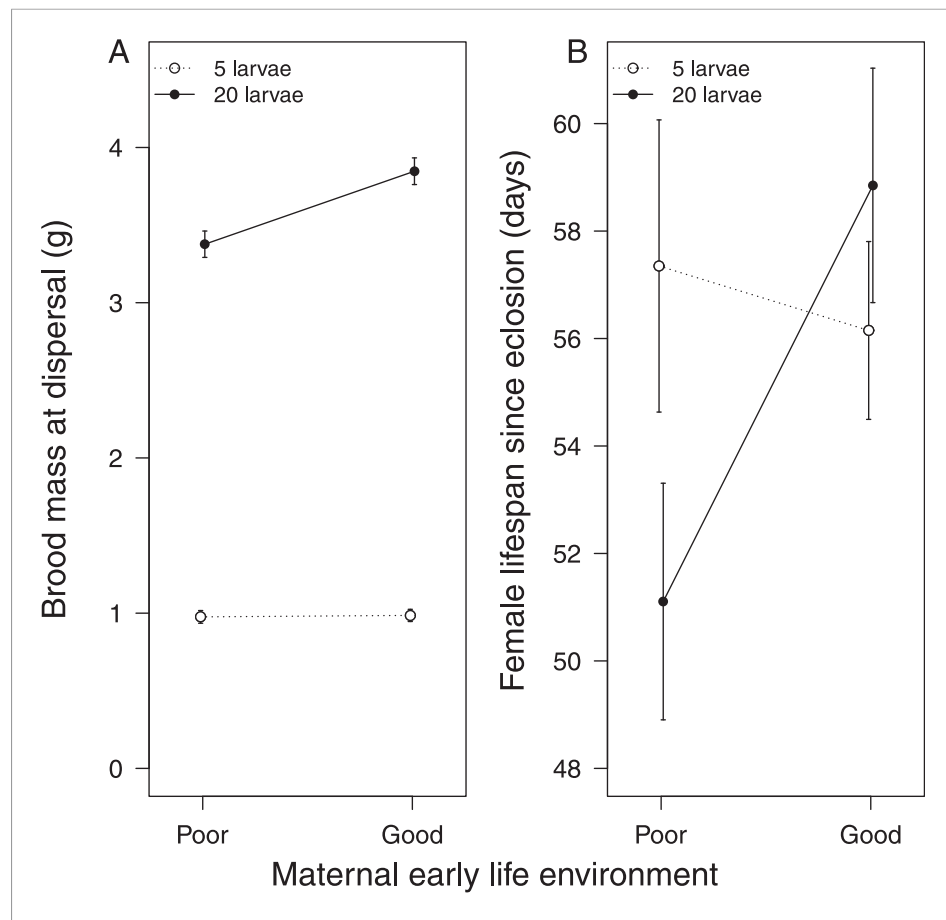 A
5 larvae
20 larvae
Brood mass at dispersal (g)
4
3
2
1
0
Poor
Good
B
5 larvae
20 larvae
Female lifespan since eclosion (days)
60
58
56
54
52
50
48
Poor
Good
Maternal early life environment